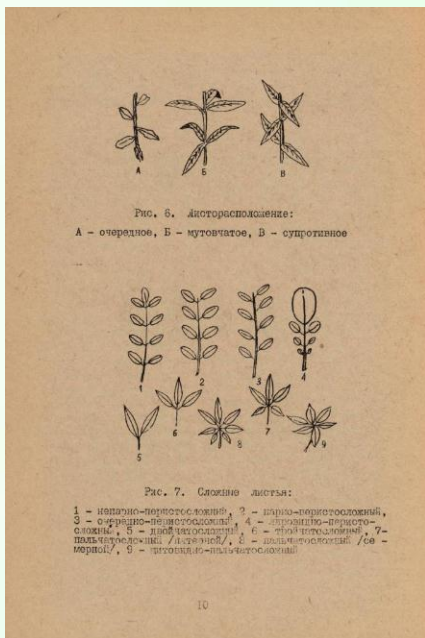 А Б В
Рис. 6. Листорасположение:
А - очередное, Б - мутовчатое, В - супротивное
1 2 3 4
5 6 8 7 9
Рис. 7. Сложные листья:
1 - непарно-перистосложный, 2 - парно-перистосложный,
3 - очередно-перистосложный, 4 - лировидно-перисто-
сложный, 5 - двойчатосложный, 6 - тройчатосложный, 7-
пальчатосложный /пятерной/, 8 - пальчатосложный /се -
мерной/, 9 - щитовидно-пальчатосложный
10